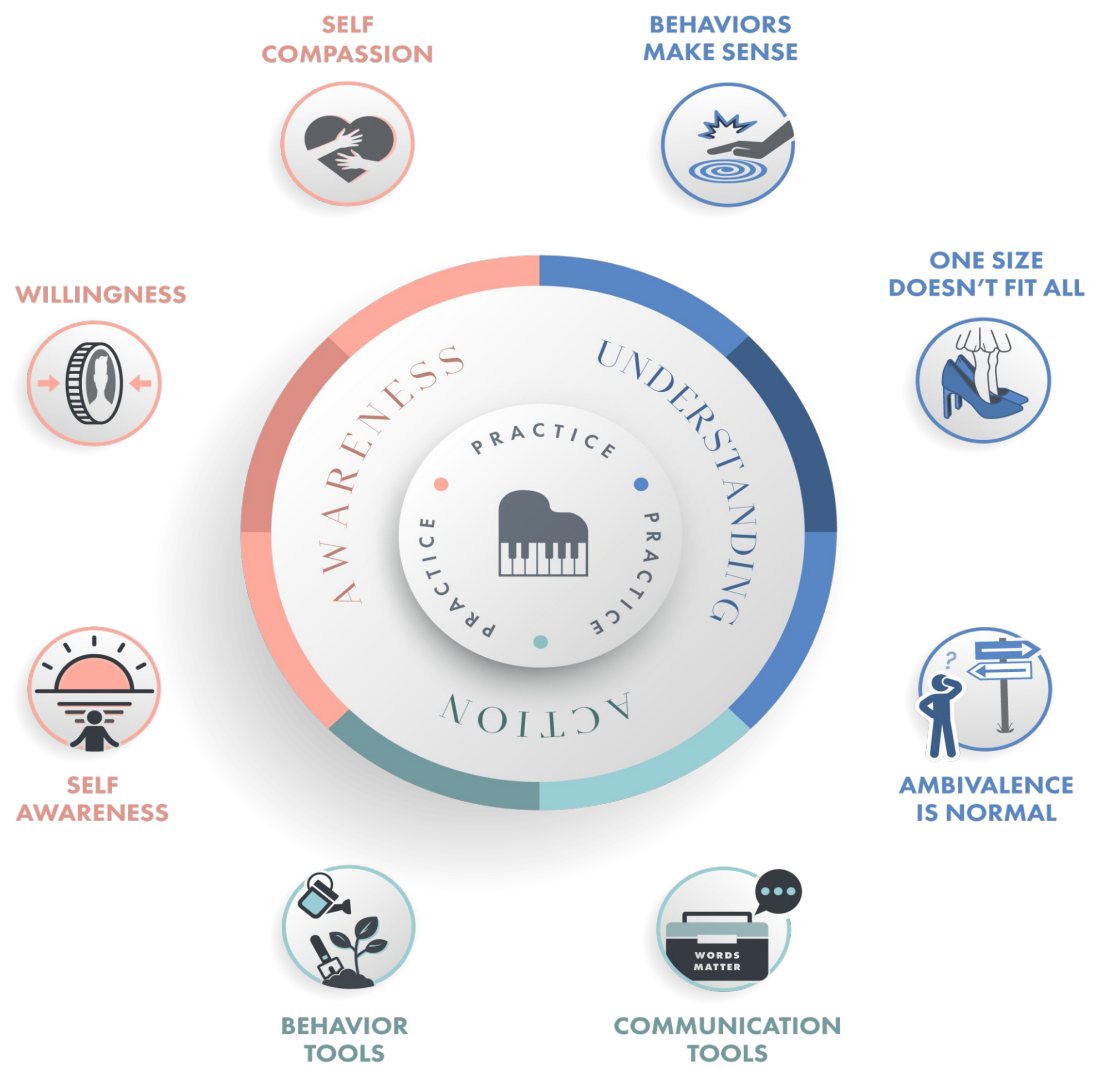 SELF
COMPASSION
BEHAVIORS
MAKE SENSE
ONE SIZE
DOESN'T FIT ALL
WILLINGNESS
AWARENESS
UNDERSTANDING
PRACTICE
PRACTICE
PRACTICE
ACTION
?
SELF
AWARENESS
AMBIVALENCE
IS NORMAL
WORDS
MATTER
BEHAVIOR
TOOLS
COMMUNICATION
TOOLS